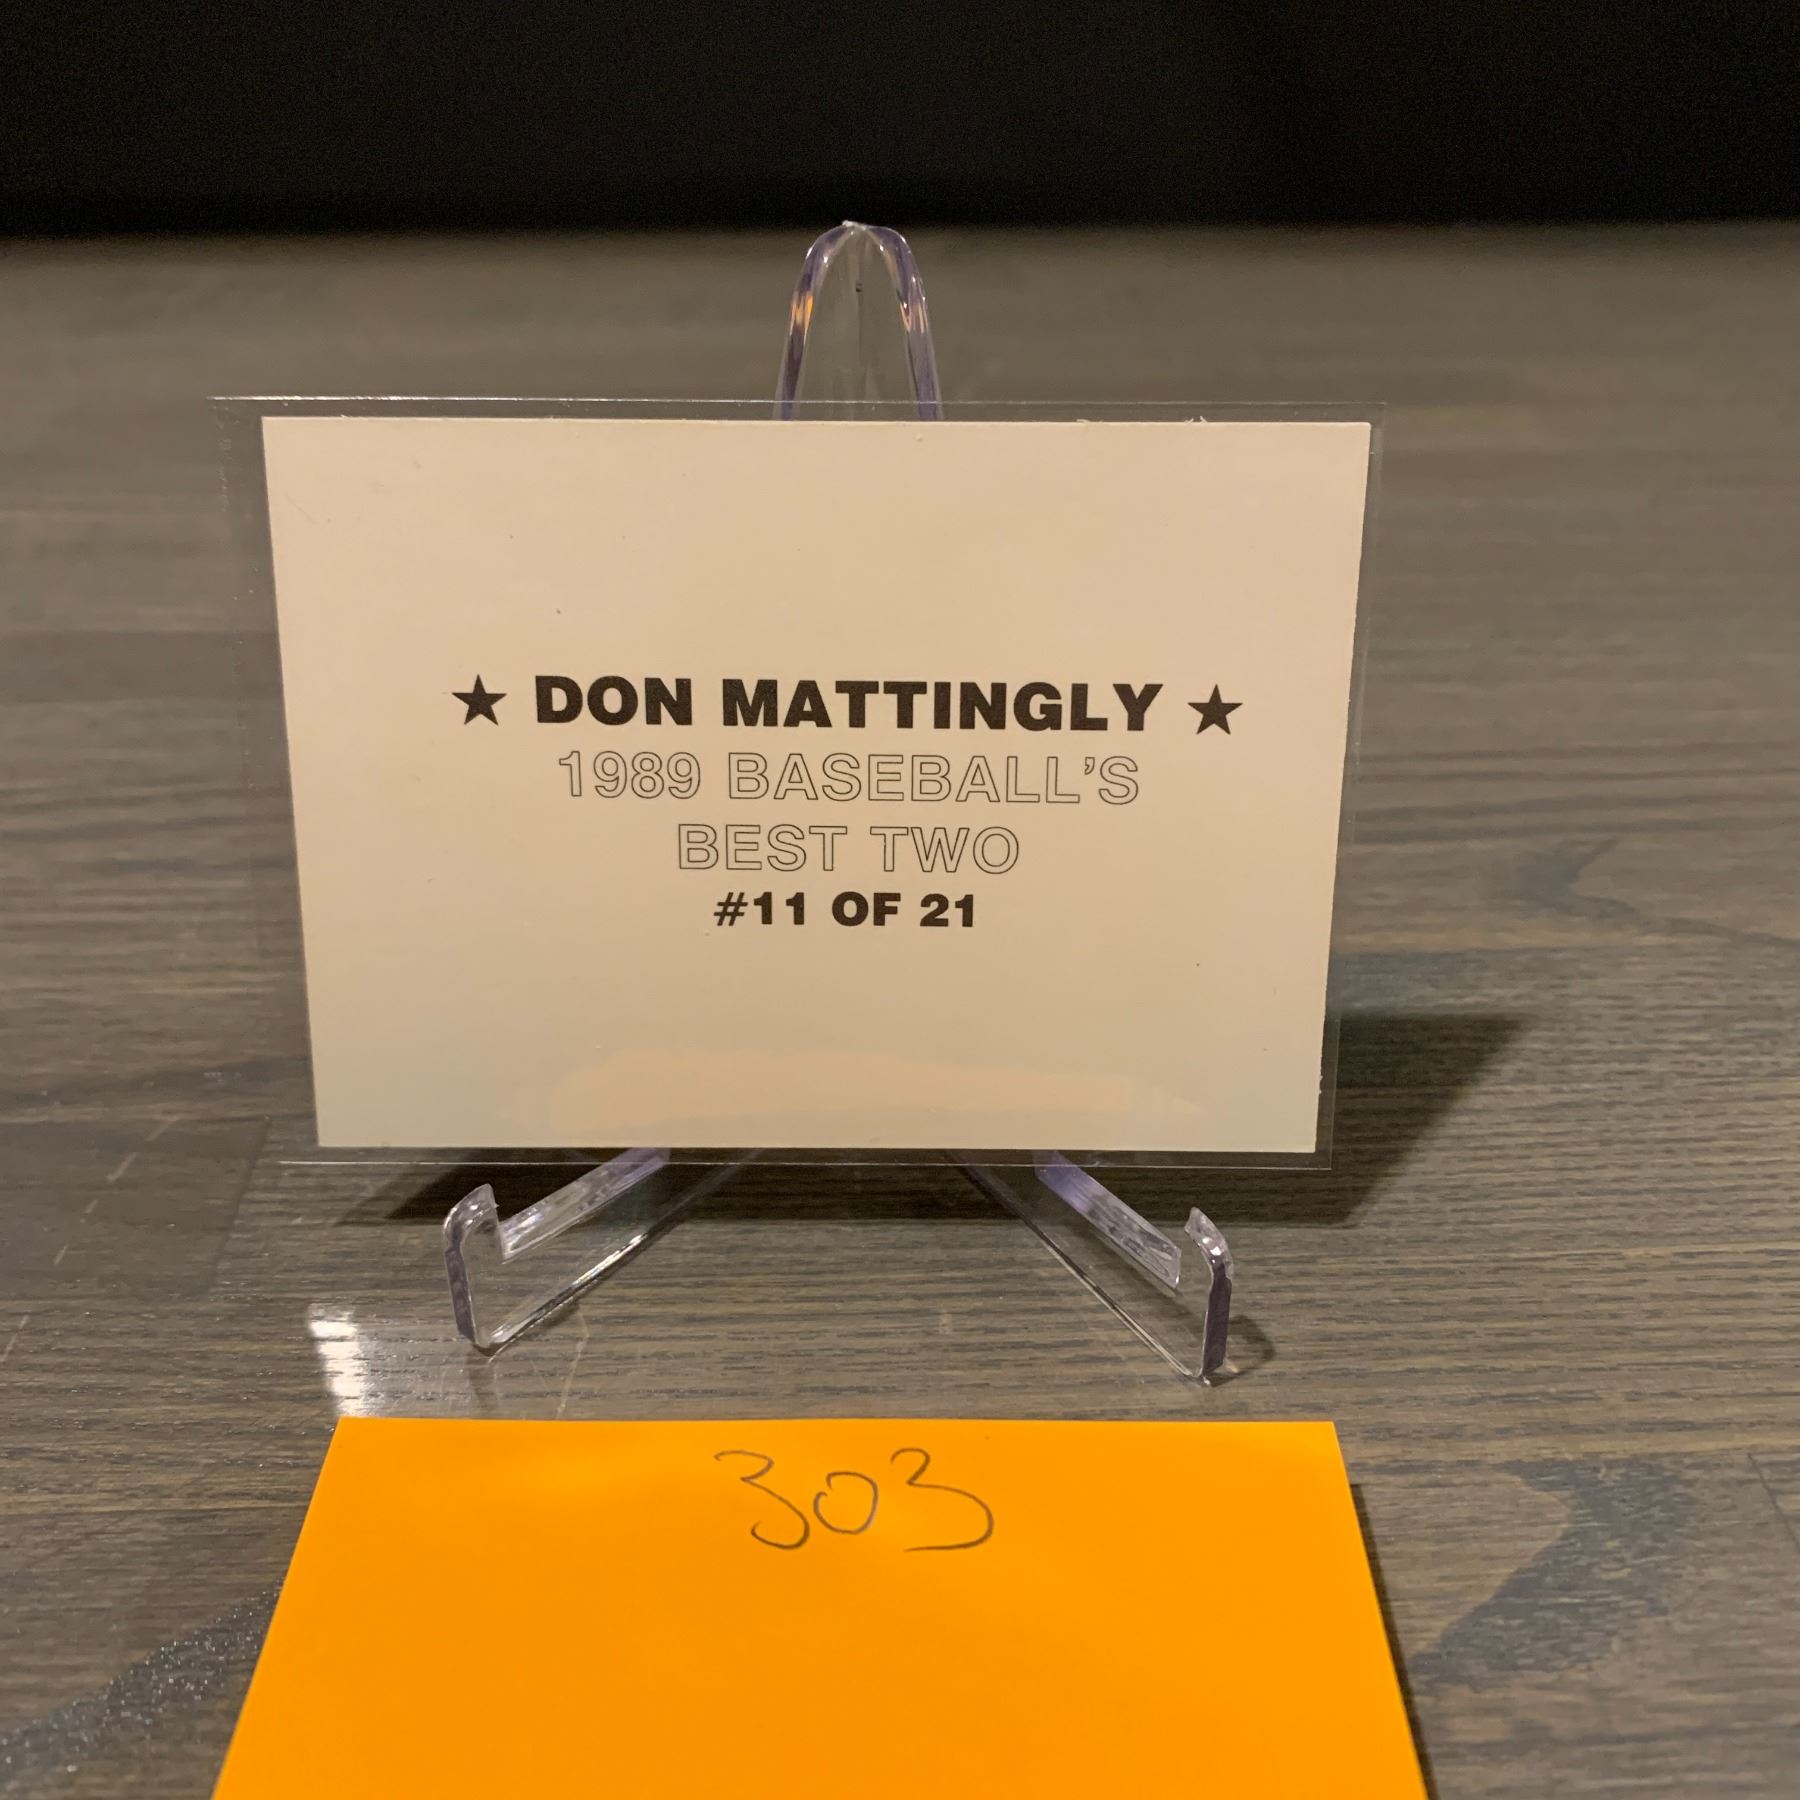 ★ DON MATTINGLY ★
1989 BASEBALL'S
BEST TWO
#11 OF 21
303